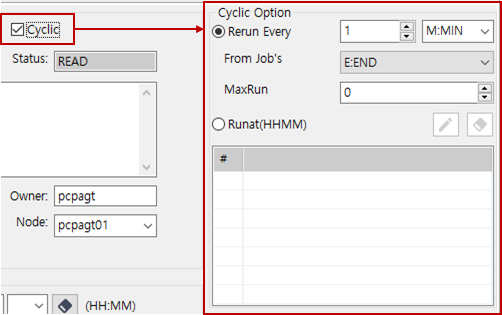 Cyclic
Status: READ
Owner: pcpagt
Node: pcpagt01
(HH:MM)
Cyclic Option
Rerun Every 1 M:MIN
From Job's E:END
MaxRun 0
Runat(HHMM)
#